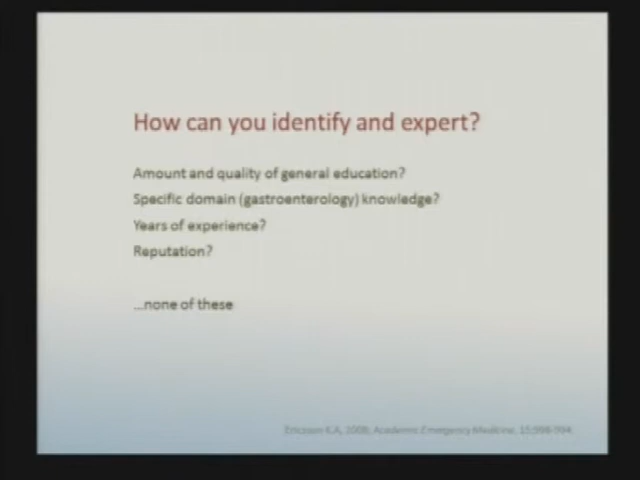 How can you identify and expert?
Amount and quality of general education?
Specific domain (gastroenterology) knowledge?
Years of experience?
Reputation?
...none of these
Ericsson KA, 2008, Academic Emergency Medicine, 15:988-994